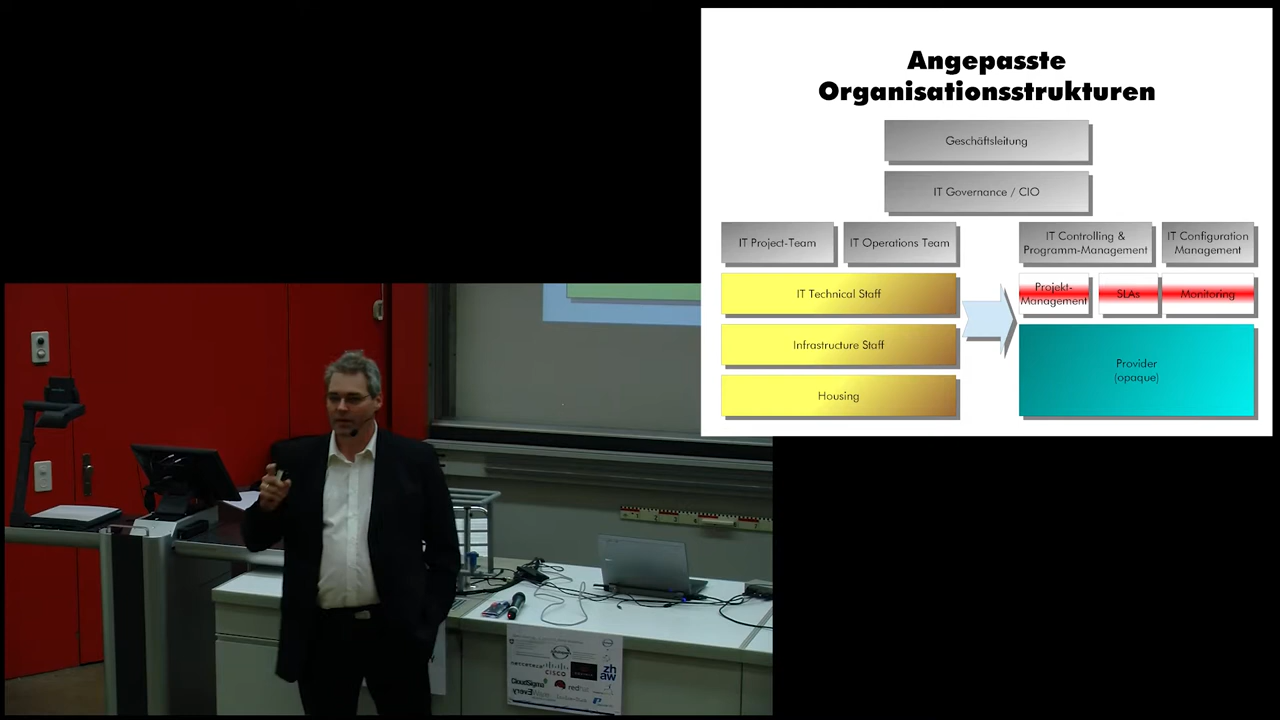 Angepasste
Organisationsstrukturen
Geschäftsleitung
IT Governance / CIO
IT Project-Team
IT Operations Team
IT Controlling &
Programm-Management
IT Configuration
Management
IT Technical Staff
Projekt-
Management
SLAs
Monitoring
Infrastructure Staff
Provider
(opaque)
Housing
CISCO
zh
aw
CloudSigma
redhat